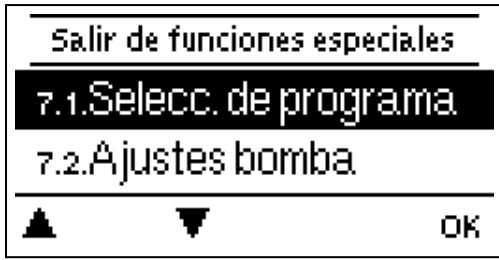 Salir de funciones especiales
7.1.Selecc. de programa
7.2.Ajustes bomba
OK